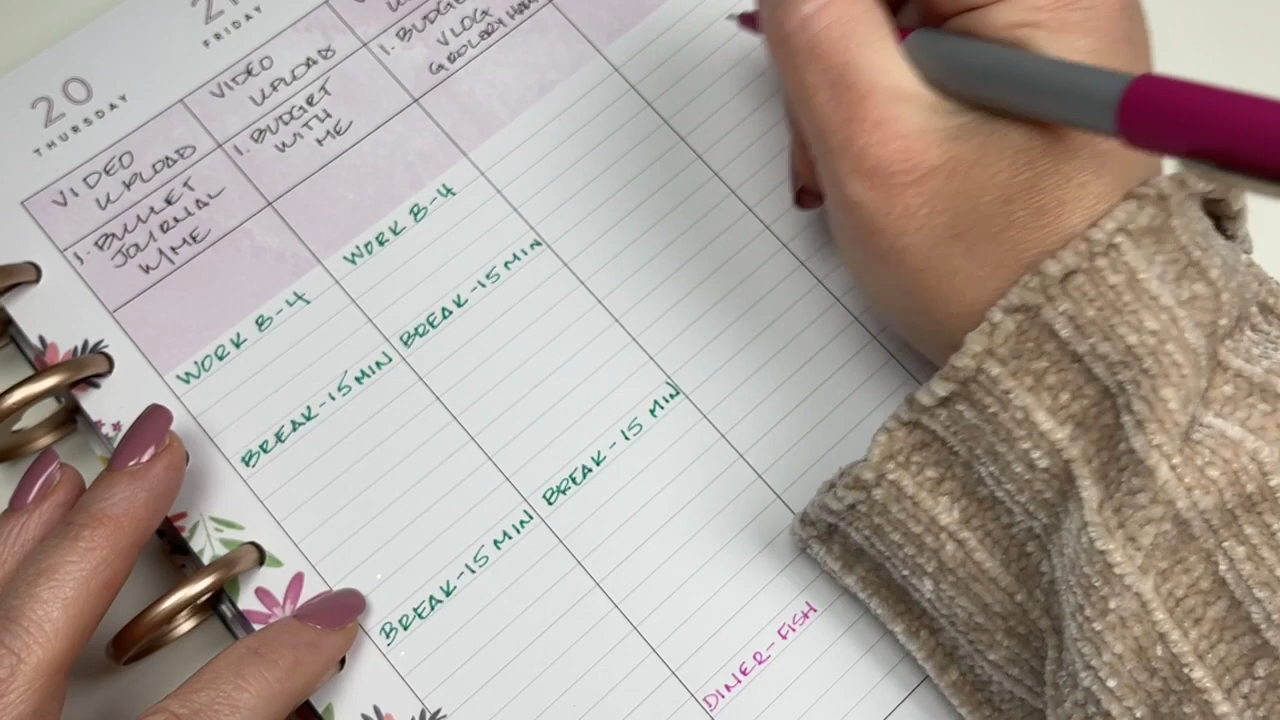 20
THURSDAY
VIDEO
UPLOAD
1. BULLET
JOURNAL
W/ME
WORK 8-4
BREAK-15 MIN
BREAK-15 MIN
FRIDAY
VIDEO
UPLOAD
1. BUDGET
WITH
ME
WORK 8-4
BREAK-15 MIN
BREAK-15 MIN
1. BUDGET
VLOG
GROCERY HAUL
DINER-FISH